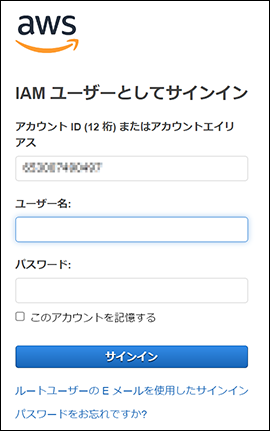 aws
IAM ユーザーとしてサインイン
アカウント ID (12 桁) またはアカウントエイリ
アス
ユーザー名:
パスワード:
このアカウントを記憶する
サインイン
ルートユーザーの E メールを使用したサインイン
パスワードをお忘れですか?